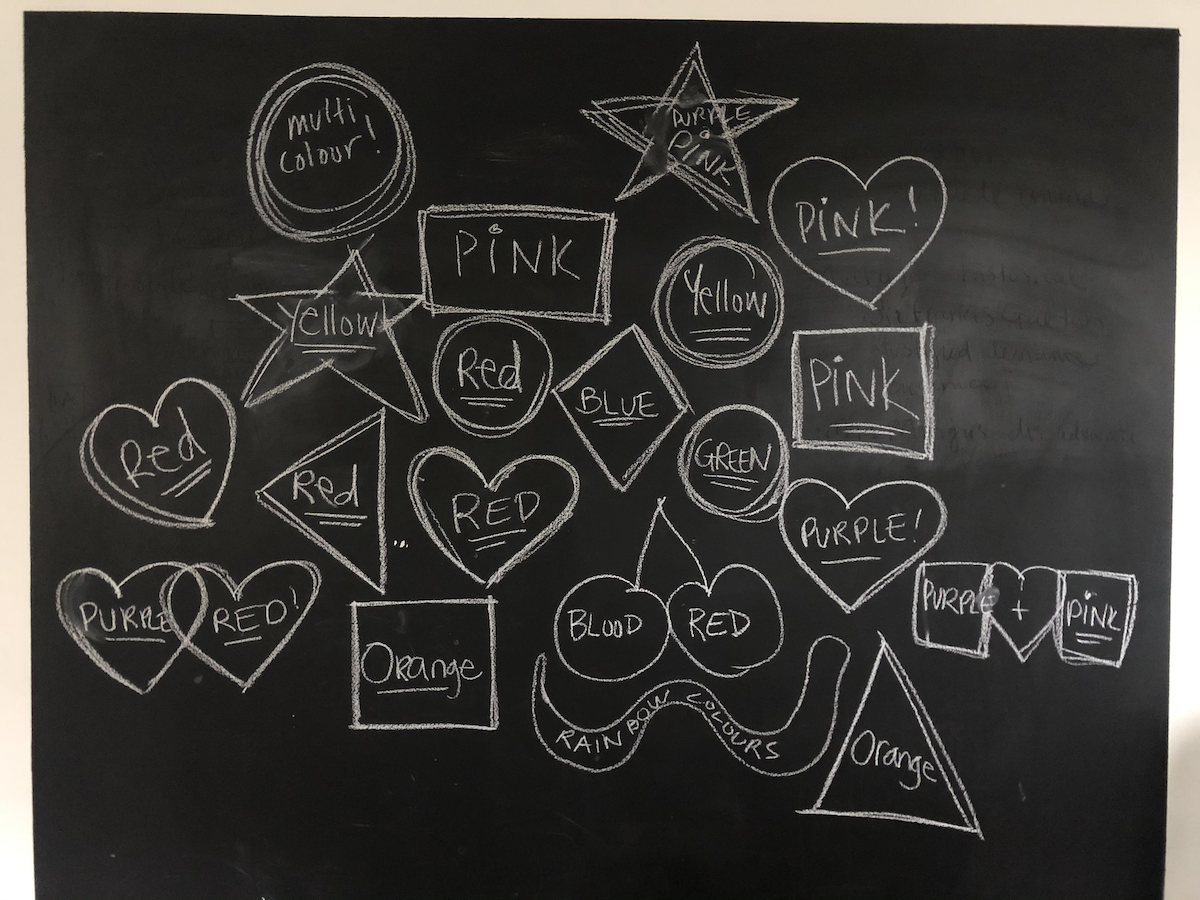 multi
colour!
PURPLE
PINK
PINK!
PINK
Yellow
Yellow
Red
BLUE
PINK
Red
GREEN
Red
RED
PURPLE!
PURPLE RED!
BLOOD RED
PURPLE + PINK
Orange
RAINBOW COLOURS
Orange